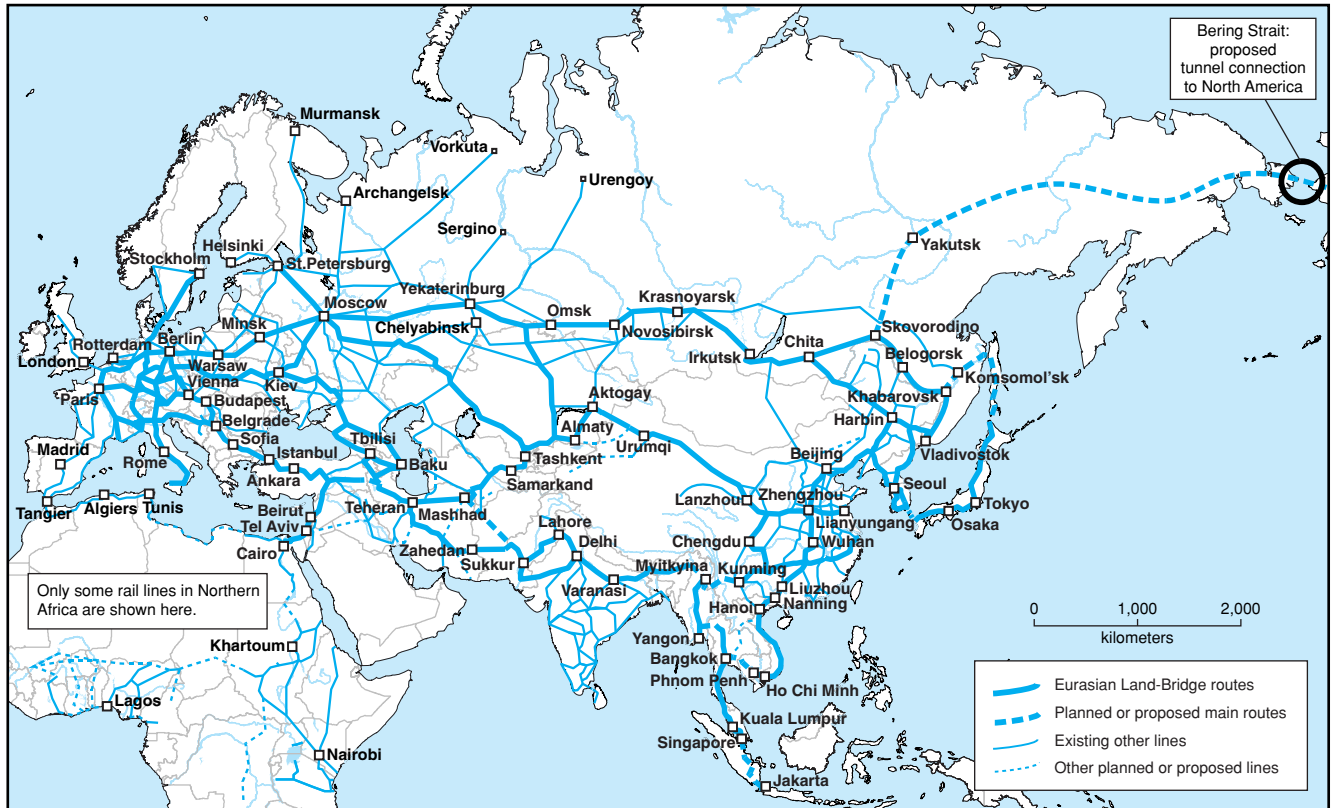 Bering Strait:
proposed
tunnel connection
to North America
Murmansk
Vorkuta
Urengoy
Archangelsk
Sergino
Yakutsk
Helsinki
Stockholm
St.Petersburg
Yekaterinburg
Krasnoyarsk
Moscow
Omsk
Chelyabinsk
Novosibirsk
Skovorodino
Minsk
Berlin
Rotterdam
Chita
London
Irkutsk
Belogorsk
Warsaw
Vienna
Kiev
Komsomol'sk
Paris
Budapest
Aktogay
Khabarovsk
Belgrade
Harbin
Sofia
Almaty
Madrid
Tbilisi
Urumqi
Istanbul
Beijing
Vladivostok
Rome
Baku
Tashkent
Ankara
Samarkand
Seoul
Tangier
Algiers
Tunis
Teheran
Mashhad
Lanzhou
Zhengzhou
Tokyo
Beirut
Tel Aviv
Lianyungang
Osaka
Lahore
Cairo
Zahedan
Delhi
Chengdu
Wuhan
Sukkur
Myitkyina
Kunming
Only some rail lines in Northern
Africa are shown here.
Varanasi
Liuzhou
Nanning
Hanoi
0
1,000
2,000
kilometers
Khartoum
Yangon
Bangkok
Phnom Penh
Ho Chi Minh
Eurasian Land-Bridge routes
Lagos
Planned or proposed main routes
Kuala Lumpur
Singapore
Existing other lines
Nairobi
Other planned or proposed lines
Jakarta